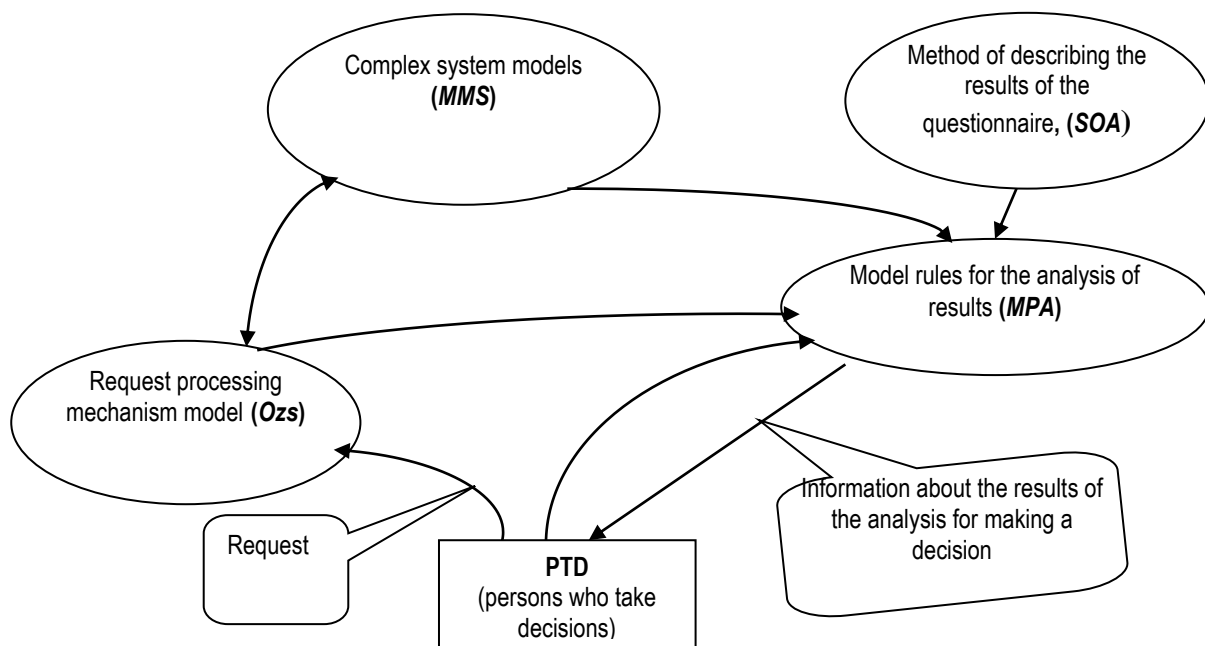 Complex system models
(MMS)
Method of describing the
results of the
questionnaire, (SOA)
Model rules for the analysis of
results (MPA)
Request processing
mechanism model (Ozs)
Information about the results of
the analysis for making a
decision
Request
PTD
(persons who take
decisions)